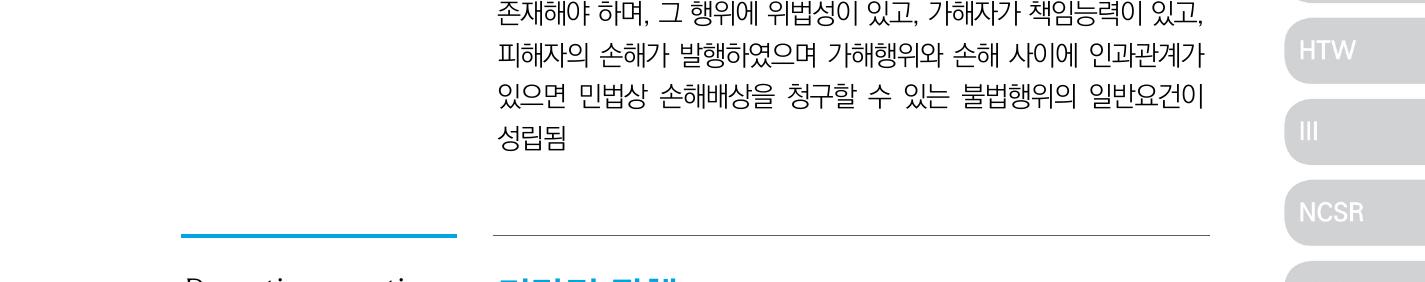 존재해야 하며, 그 행위에 위법성이 있고, 가해자가 책임능력이 있고,
피해자의 손해가 발행하였으며 가해행위와 손해 사이에 인과관계가
있으면 민법상 손해배상을 청구할 수 있는 불법행위의 일반요건이
성립됨
HTW
III
NCSR